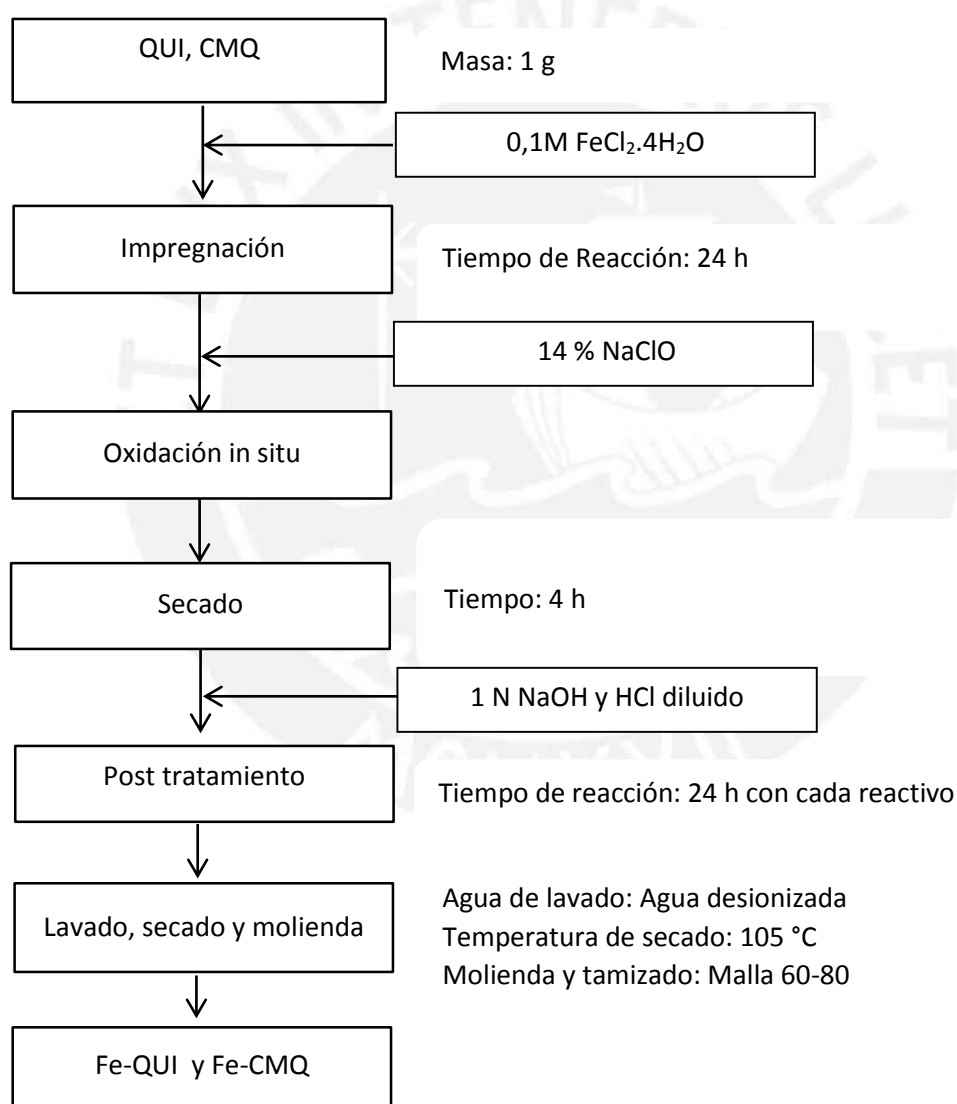 QUI, CMQ
Masa: 1 g
0,1M FeCl₂.4H₂O
Impregnación
Tiempo de Reacción: 24 h
14 % NaClO
Oxidación in situ
Secado
Tiempo: 4 h
1 N NaOH y HCl diluido
Post tratamiento
Tiempo de reacción: 24 h con cada reactivo
Lavado, secado y molienda
Agua de lavado: Agua desionizada
Temperatura de secado: 105 °C
Molienda y tamizado: Malla 60-80
Fe-QUI y Fe-CMQ